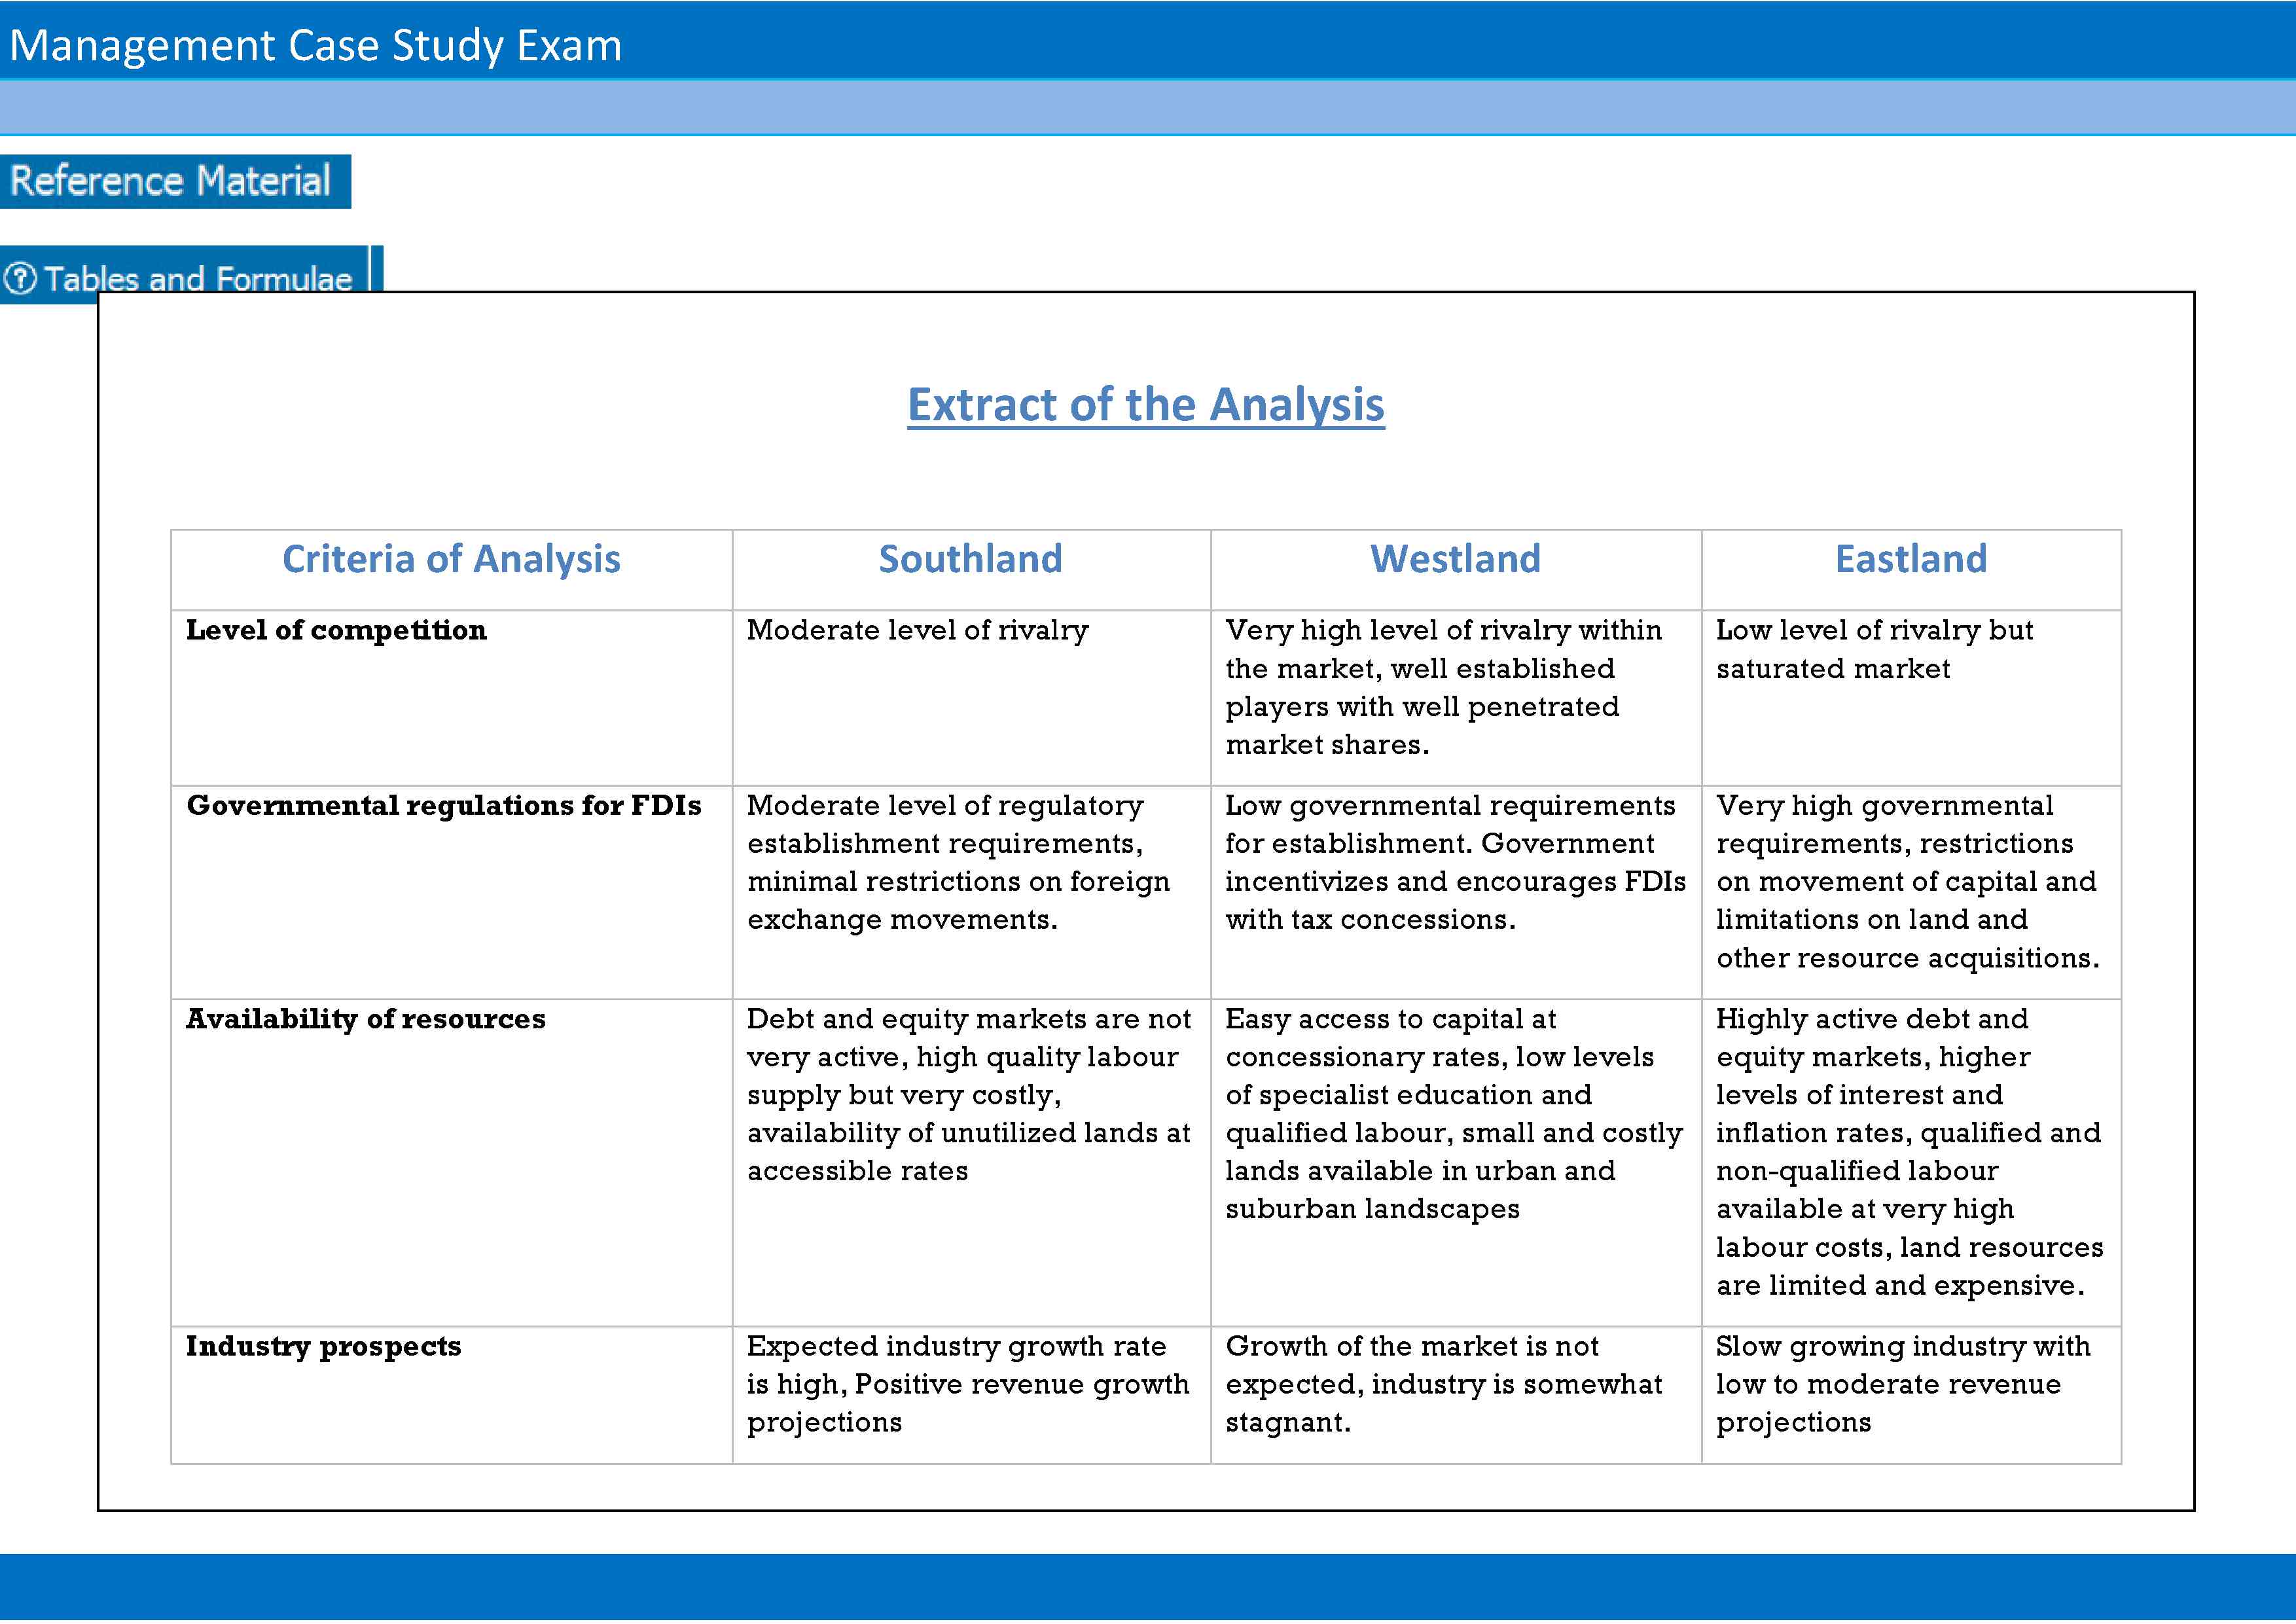 Management Case Study Exam
Reference Material
? Tables and Formulae
Extract of the Analysis
Criteria of Analysis
Southland
Westland
Eastland
Level of competition
Moderate level of rivalry
Very high level of rivalry within
the market, well established
players with well penetrated
market shares.
Low level of rivalry but
saturated market
Governmental regulations for FDIs
Moderate level of regulatory
establishment requirements,
minimal restrictions on foreign
exchange movements.
Low governmental requirements
for establishment. Government
incentivizes and encourages FDIs
with tax concessions.
Very high governmental
requirements, restrictions
on movement of capital and
limitations on land and
other resource acquisitions.
Availability of resources
Debt and equity markets are not
very active, high quality labour
supply but very costly,
availability of unutilized lands at
accessible rates
Easy access to capital at
concessionary rates, low levels
of specialist education and
qualified labour, small and costly
lands available in urban and
suburban landscapes
Highly active debt and
equity markets, higher
levels of interest and
inflation rates, qualified and
non-qualified labour
available at very high
labour costs, land resources
are limited and expensive.
Industry prospects
Expected industry growth rate
is high, Positive revenue growth
projections
Growth of the market is not
expected, industry is somewhat
stagnant.
Slow growing industry with
low to moderate revenue
projections